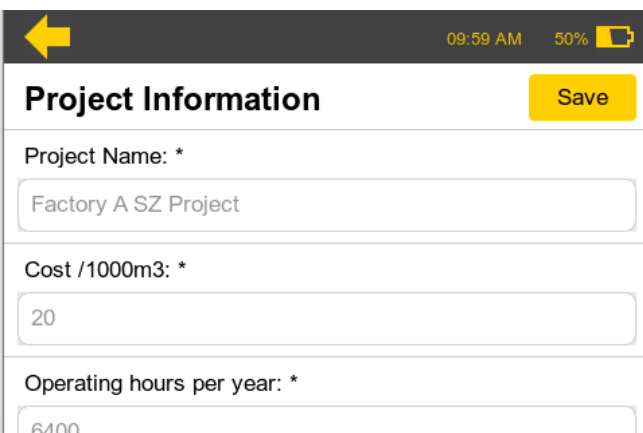 09:59 AM 50%
Project Information Save
Project Name: *
Factory A SZ Project
Cost /1000m3: *
20
Operating hours per year: *
6400